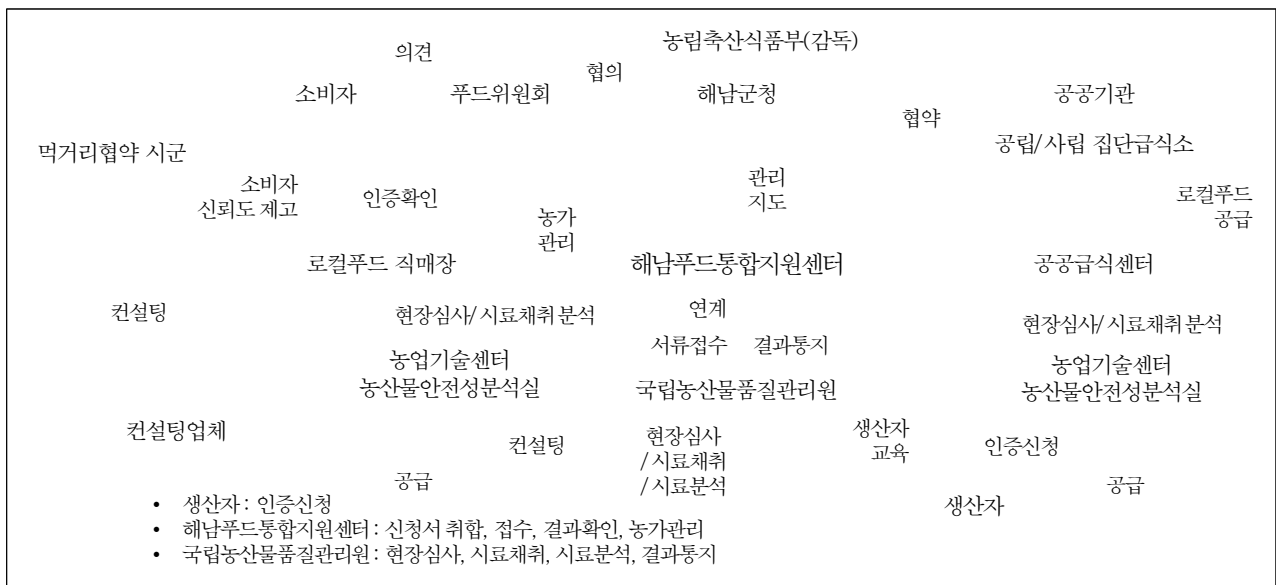 농림축산식품부(감독)
의견
협의
소비자
푸드위원회
해남군청
공공기관
협약
공립/사립 집단급식소
먹거리협약 시군
소비자
신뢰도 제고
인증확인
농가
관리
관리
지도
로컬푸드
공급
로컬푸드 직매장
해남푸드통합지원센터
공공급식센터
컨설팅
현장심사/시료채취 분석
연계
현장심사/시료채취 분석
서류접수
결과통지
농업기술센터
농산물안전성분석실
국립농산물품질관리원
농업기술센터
농산물안전성분석실
컨설팅업체
컨설팅
현장심사
/시료채취
/시료분석
생산자
교육
인증신청
공급
공급
생산자
• 생산자 : 인증신청
• 해남푸드통합지원센터 : 신청서 취합, 접수, 결과확인, 농가관리
• 국립농산물품질관리원 : 현장심사, 시료채취, 시료분석, 결과통지